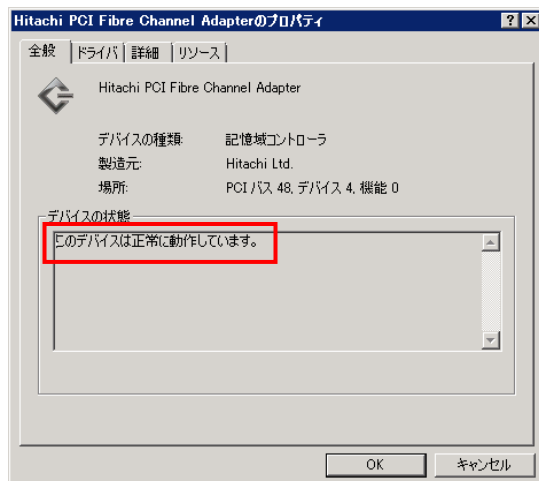 Hitachi PCI Fibre Channel Adapterのプロパティ
全般 ドライバ 詳細 リソース
Hitachi PCI Fibre Channel Adapter
デバイスの種類: 記憶域コントローラ
製造元: Hitachi Ltd.
場所: PCI バス 48, デバイス 4, 機能 0
デバイスの状態
このデバイスは正常に動作しています。
OK キャンセル